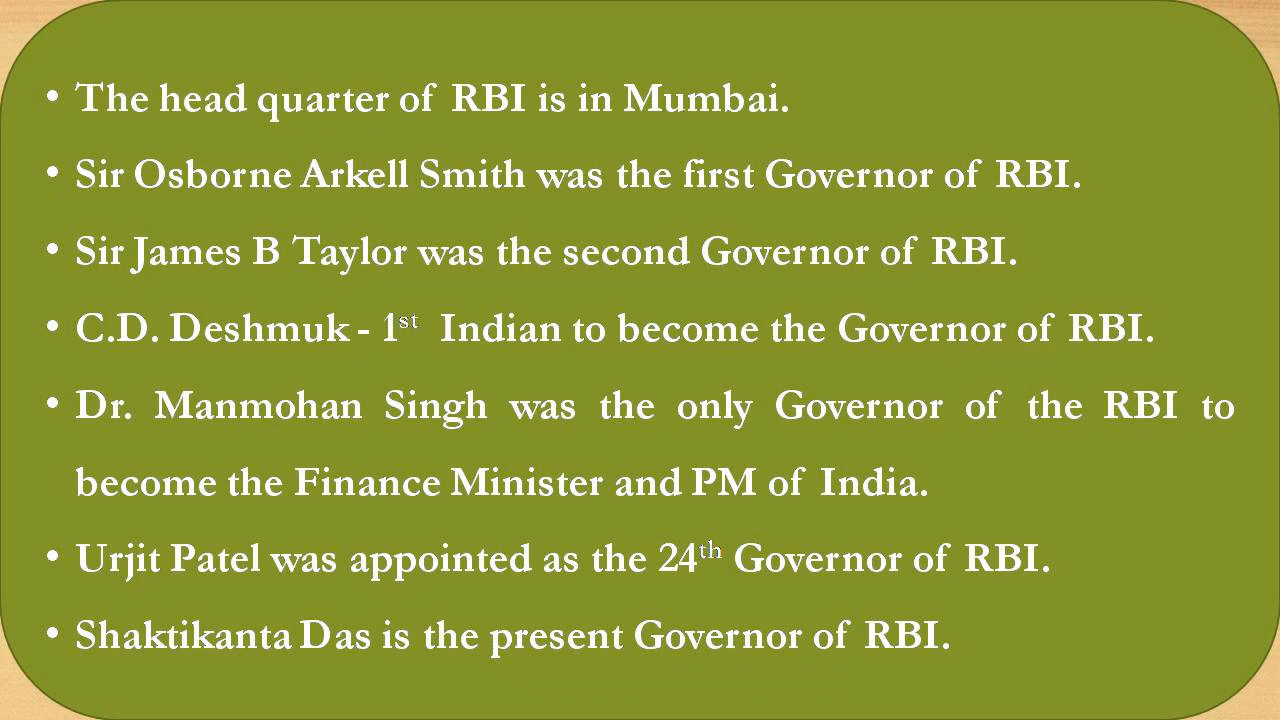 • The head quarter of RBI is in Mumbai.
• Sir Osborne Arkell Smith was the first Governor of RBI.
• Sir James B Taylor was the second Governor of RBI.
• C.D. Deshmuk - 1st Indian to become the Governor of RBI.
• Dr. Manmohan Singh was the only Governor of the RBI to
become the Finance Minister and PM of India.
• Urjit Patel was appointed as the 24th Governor of RBI.
• Shaktikanta Das is the present Governor of RBI.